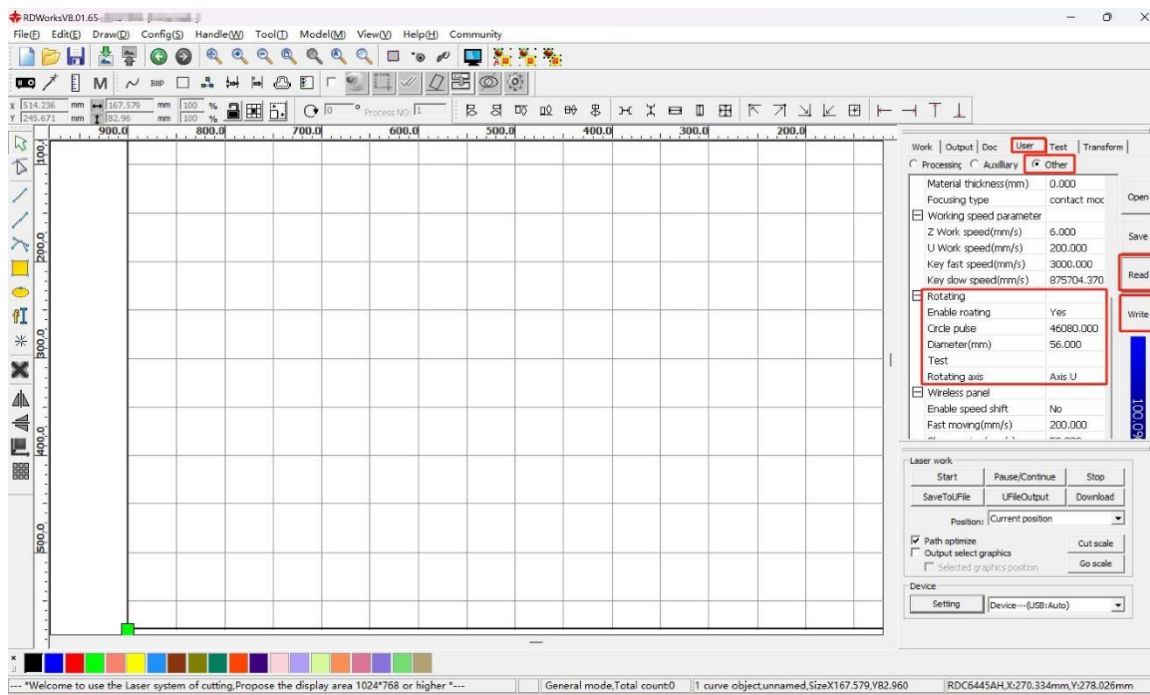 RDWorksV8.01.65-
File(F) Edit(E) Draw(D) Config(S) Handle(W) Tool(T) Model(M) View(V) Help(H) Community
M BMP
X 514.236 mm 167.579 mm 100 %
Y 245.671 mm 82.96 mm 100 %
0 ° Process NO: 1
900.0 800.0 700.0 600.0 500.0 400.0 300.0 200.0
100.
200.0
300.0
400.0
500.0
Work Output Doc User Test Transform
Processing Auxiliary Other
Material thickness(mm) 0.000
Focusing type contact moc
Working speed parameter
Z Work speed(mm/s) 6.000
U Work speed(mm/s) 200.000
Key fast speed(mm/s) 3000.000
Key slow speed(mm/s) 875704.370
Rotating
Enable roating Yes
Circle pulse 46080.000
Diameter(mm) 56.000
Test
Rotating axis Axis U
Wireless panel
Enable speed shift No
Fast moving(mm/s) 200.000
Open
Save
Read
Write
100.0%
Laser work
Start Pause/Continue Stop
SaveToUFile UFileOutput Download
Position: Current position
Path optimize
Output select graphics
Selected graphics position
Cut scale
Go scale
Device
Setting Device---(USB:Auto)
--- *Welcome to use the Laser system of cutting,Propose the display area 1024*768 or higher *--- General mode,Total count:0 1 curve object,unnamed,SizeX167.579,Y82.960 RDC6445AH,X:270.334mm,Y:278.026mm